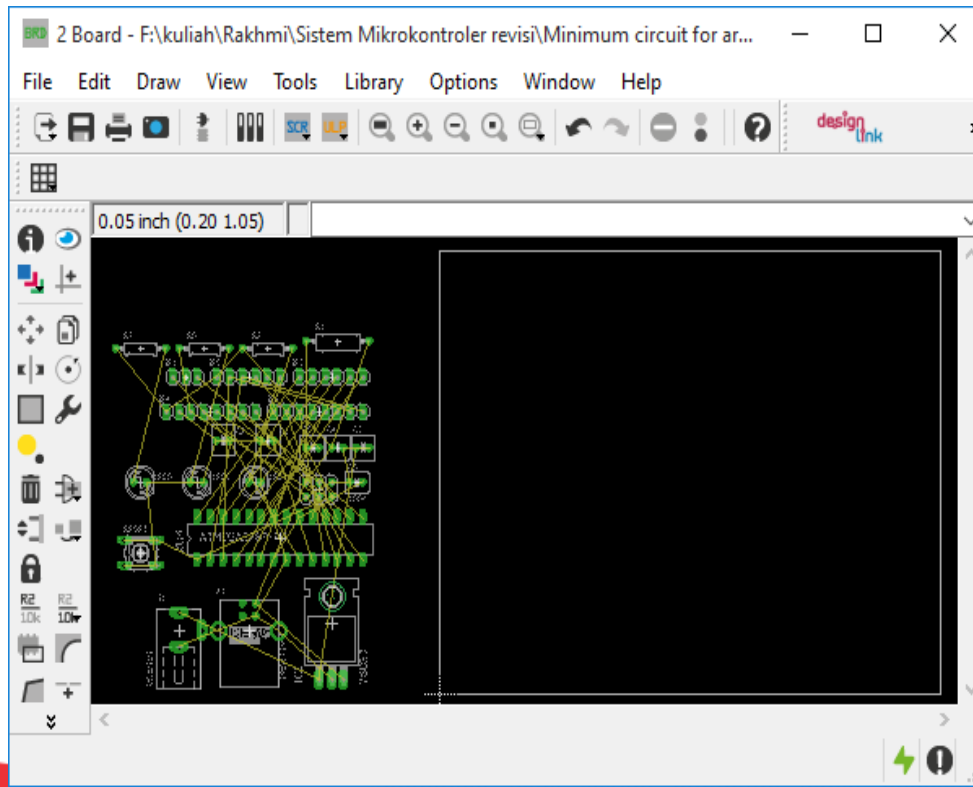 BRD 2 Board - F:\kuliah\Rakhmi\Sistem Mikrokontroler revisi\Minimum circuit for ar...
File Edit Draw View Tools Library Options Window Help
SCR ULP design link
0.05 inch (0.20 1.05)
R2 R2
10k 10k